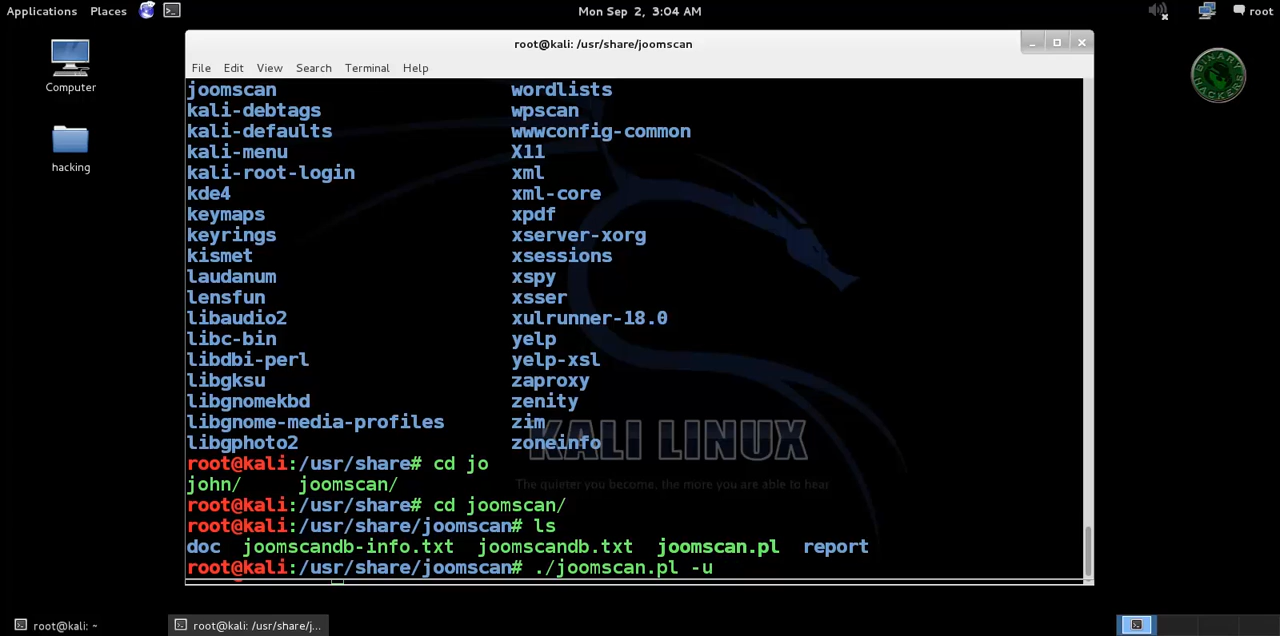 Applications Places Mon Sep 2, 3:04 AM root
root@kali: /usr/share/joomscan
File Edit View Search Terminal Help
Computer
hacking
BINARY
HACKERS
joomscan wordlists
kali-debtags wpscan
kali-defaults wwwconfig-common
kali-menu X11
kali-root-login xml
kde4 xml-core
keymaps xpdf
keyrings xserver-xorg
kismet xsessions
laudanum xspy
lensfun xsser
libaudio2 xulrunner-18.0
libc-bin yelp
libdbi-perl yelp-xsl
libgksu zaproxy
libgnomekbd zenity
libgnome-media-profiles zim
libgphoto2 zoneinfo
KALI LINUX
root@kali:/usr/share# cd jo
john/ joomscan/
The quieter you become, the more you are able to hear
root@kali:/usr/share# cd joomscan/
root@kali:/usr/share/joomscan# ls
doc joomscandb-info.txt joomscandb.txt joomscan.pl report
root@kali:/usr/share/joomscan# ./joomscan.pl -u
root@kali: ~ root@kali: /usr/share/j...